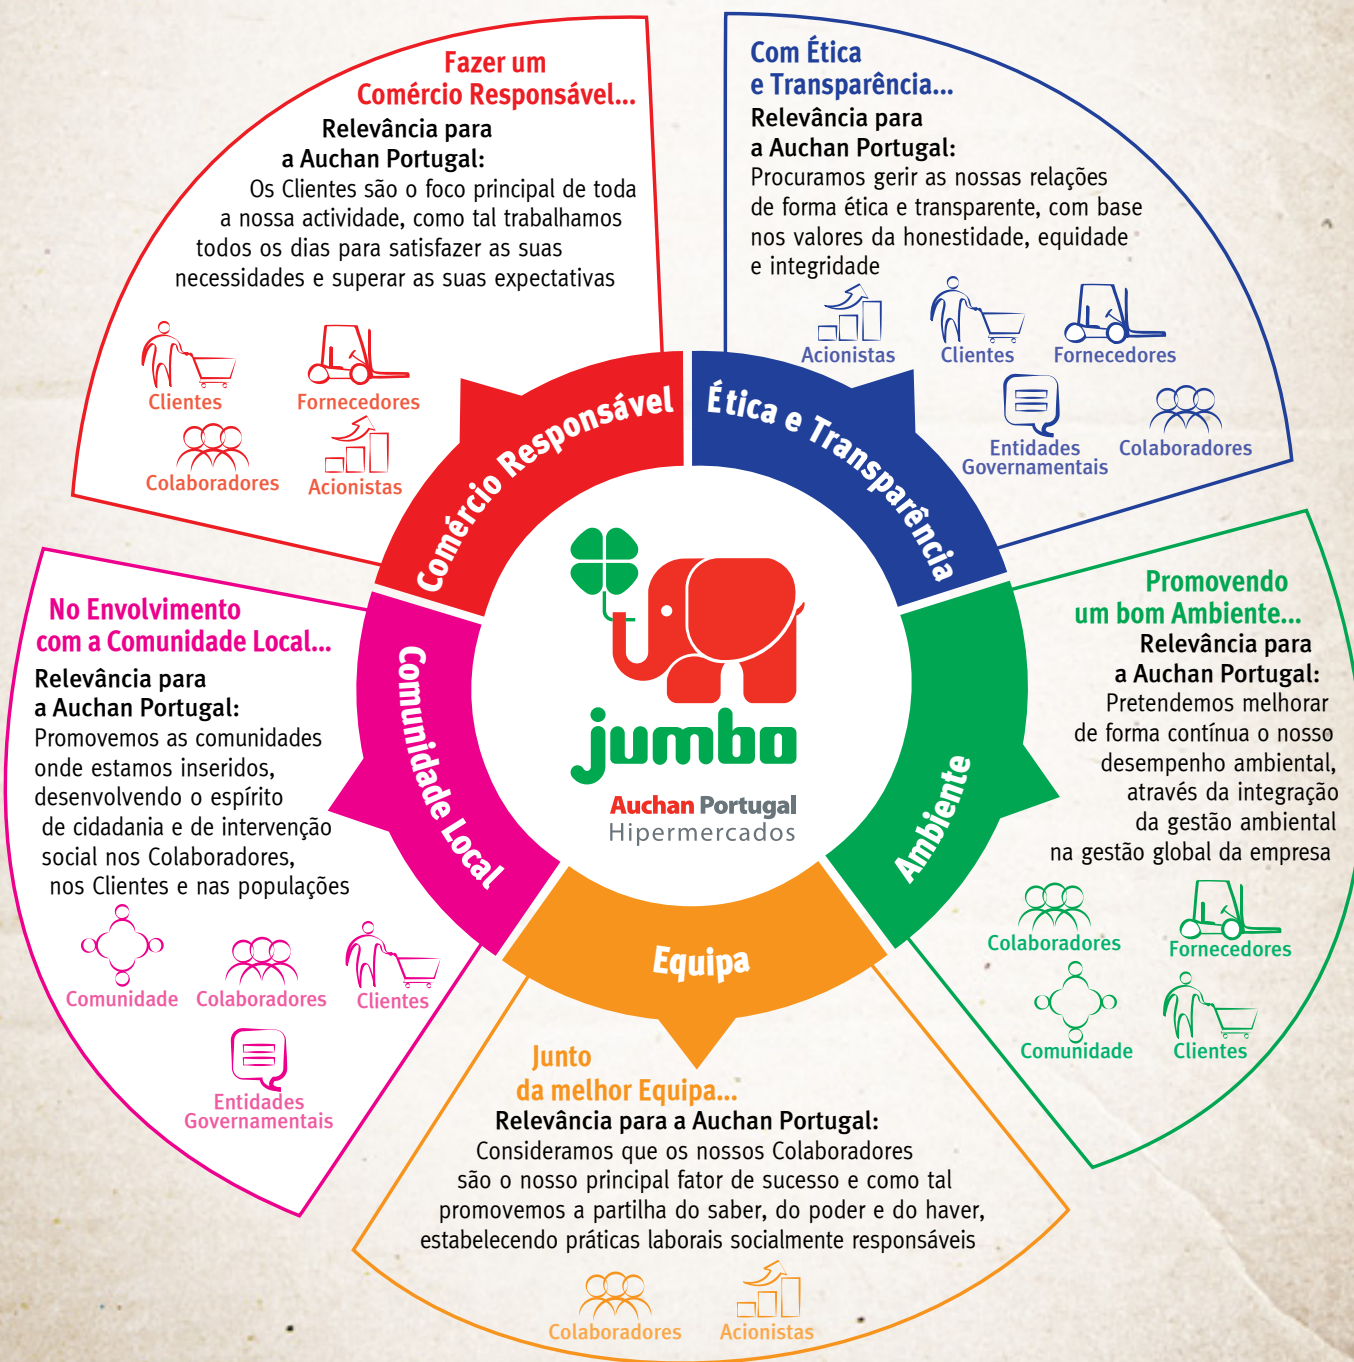 Fazer um
Comércio Responsável...
Relevância para
a Auchan Portugal:
Os Clientes são o foco principal de toda
a nossa actividade, como tal trabalhamos
todos os dias para satisfazer as suas
necessidades e superar as suas expectativas
Clientes
Fornecedores
Colaboradores
Acionistas
Com Ética
e Transparência...
Relevância para
a Auchan Portugal:
Procuramos gerir as nossas relações
de forma ética e transparente, com base
nos valores da honestidade, equidade
e integridade
Acionistas
Clientes
Fornecedores
Entidades
Governamentais
Colaboradores
Comércio Responsável
Ética e Transparência
Comunidade Local
Ambiente
Equipa
jumbo
Auchan Portugal
Hipermercados
No Envolvimento
com a Comunidade Local...
Relevância para
a Auchan Portugal:
Promovemos as comunidades
onde estamos inseridos,
desenvolvendo o espírito
de cidadania e de intervenção
social nos Colaboradores,
nos Clientes e nas populações
Comunidade
Colaboradores
Clientes
Entidades
Governamentais
Promovendo
um bom Ambiente...
Relevância para
a Auchan Portugal:
Pretendemos melhorar
de forma contínua o nosso
desempenho ambiental,
através da integração
da gestão ambiental
na gestão global da empresa
Colaboradores
Fornecedores
Comunidade
Clientes
Junto
da melhor Equipa...
Relevância para a Auchan Portugal:
Consideramos que os nossos Colaboradores
são o nosso principal fator de sucesso e como tal
promovemos a partilha do saber, do poder e do haver,
estabelecendo práticas laborais socialmente responsáveis
Colaboradores
Acionistas